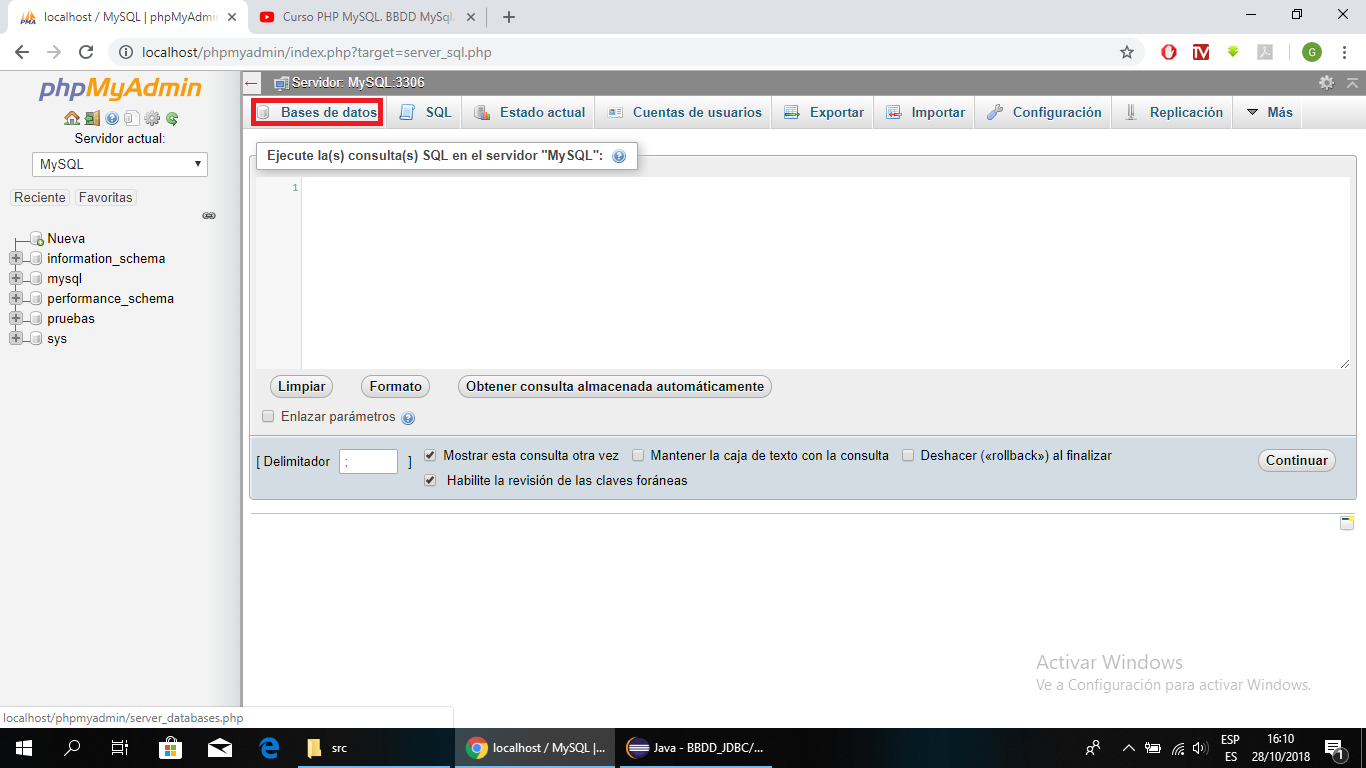 localhost / MySQL | phpMyAdmin
Curso PHP MySQL. BBDD MySql.
localhost/phpmyadmin/index.php?target=server_sql.php
G
phpMyAdmin
Servidor actual:
MySQL
Reciente
Favoritas
Nueva
information_schema
mysql
performance_schema
pruebas
sys
Servidor: MySQL:3306
Bases de datos
SQL
Estado actual
Cuentas de usuarios
Exportar
Importar
Configuración
Replicación
Más
Ejecute la(s) consulta(s) SQL en el servidor "MySQL":
1
Limpiar
Formato
Obtener consulta almacenada automáticamente
Enlazar parámetros
[ Delimitador ; ]
Mostrar esta consulta otra vez
Mantener la caja de texto con la consulta
Deshacer («rollback») al finalizar
Habilite la revisión de las claves foráneas
Continuar
Activar Windows
Ve a Configuración para activar Windows.
localhost/phpmyadmin/server_databases.php
src
localhost / MySQL |...
Java - BBDD_JDBC/...
ESP
ES
16:10
28/10/2018
1